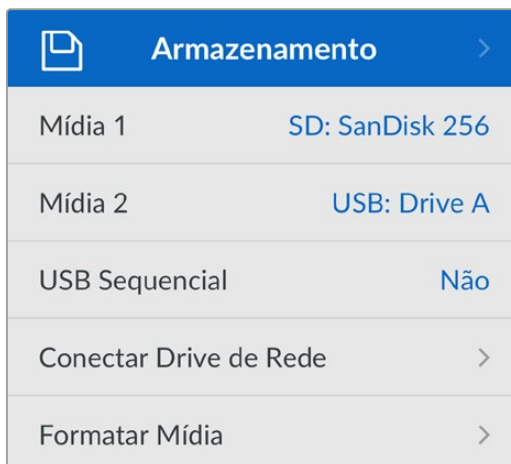 Armazenamento
Mídia 1 SD: SanDisk 256
Mídia 2 USB: Drive A
USB Sequencial Não
Conectar Drive de Rede
Formatar Mídia